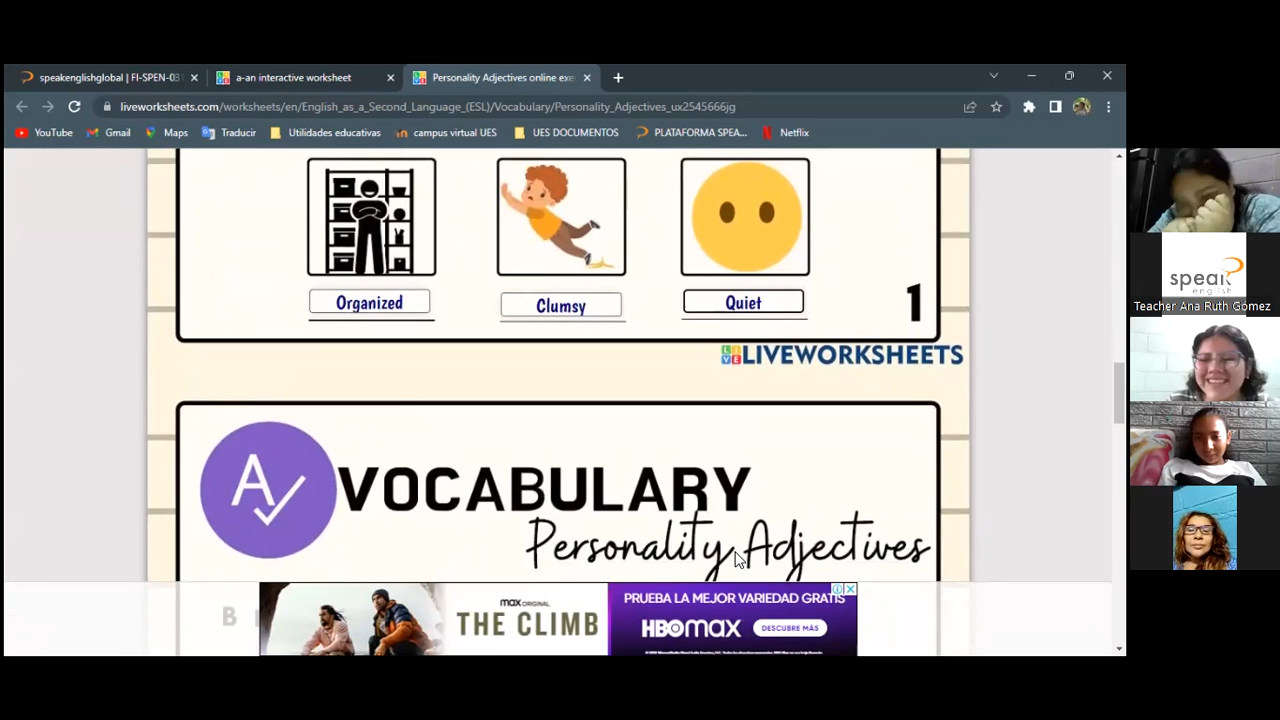 speakenglishglobal | FI-SPEN-031
a-an interactive worksheet
Personality Adjectives online exe
liveworksheets.com/worksheets/en/English_as_a_Second_Language_(ESL)/Vocabulary/Personality_Adjectives_ux2545666jg
YouTube
Gmail
Maps
Traducir
Utilidades educativas
campus virtual UES
UES DOCUMENTOS
PLATAFORMA SPEA...
Netflix
Organized
Clumsy
Quiet
1
LIVE LIVEWORKSHEETS
A
VOCABULARY
Personality Adjectives
B
max ORIGINAL
THE CLIMB
PRUEBA LA MEJOR VARIEDAD GRATIS
HBOmax
DESCUBRE MÁS
speak
english
Teacher Ana Ruth Gómez